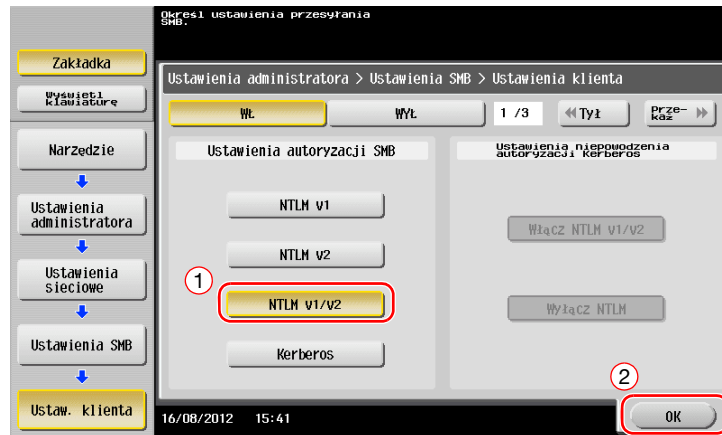 Określ ustawienia przesyłania
SMB.
Zakładka
Wyświetl
klawiaturę
Narzędzie
Ustawienia
administratora
Ustawienia
sieciowe
Ustawienia SMB
Ustaw. klienta
Ustawienia administratora > Ustawienia SMB > Ustawienia klienta
WŁ
WYŁ
1 /3
Tył
Prze-
każ
Ustawienia autoryzacji SMB
NTLM v1
NTLM v2
1
NTLM v1/v2
Kerberos
Ustawienia niepowodzenia
autoryzacji Kerberos
Włącz NTLM v1/v2
Wyłącz NTLM
2
OK
16/08/2012 15:41